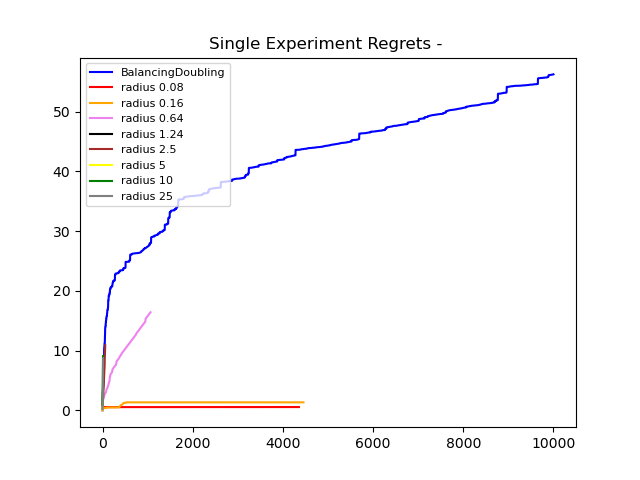 Single Experiment Regrets -
BalancingDoubling
radius 0.08
radius 0.16
radius 0.64
radius 1.24
radius 2.5
radius 5
radius 10
radius 25
50
40
30
20
10
0
0 2000 4000 6000 8000 10000